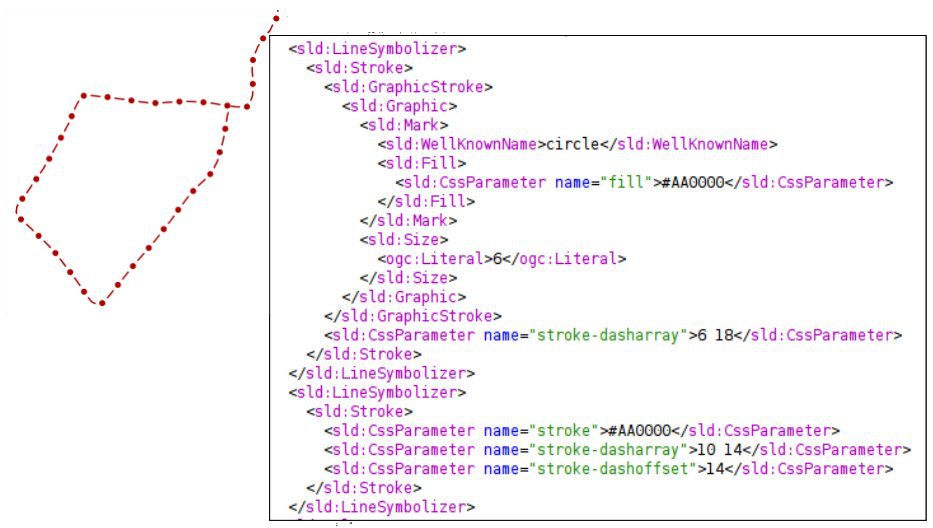 <sld:LineSymbolizer>
<sld:Stroke>
<sld:GraphicStroke>
<sld:Graphic>
<sld:Mark>
<sld:WellKnownName>circle</sld:WellKnownName>
<sld:Fill>
<sld:CssParameter name="fill">#AA0000</sld:CssParameter>
</sld:Fill>
</sld:Mark>
<sld:Size>
<ogc:Literal>6</ogc:Literal>
</sld:Size>
</sld:Graphic>
</sld:GraphicStroke>
<sld:CssParameter name="stroke-dasharray">6 18</sld:CssParameter>
</sld:Stroke>
</sld:LineSymbolizer>
<sld:LineSymbolizer>
<sld:Stroke>
<sld:CssParameter name="stroke">#AA0000</sld:CssParameter>
<sld:CssParameter name="stroke-dasharray">10 14</sld:CssParameter>
<sld:CssParameter name="stroke-dashoffset">14</sld:CssParameter>
</sld:Stroke>
</sld:LineSymbolizer>